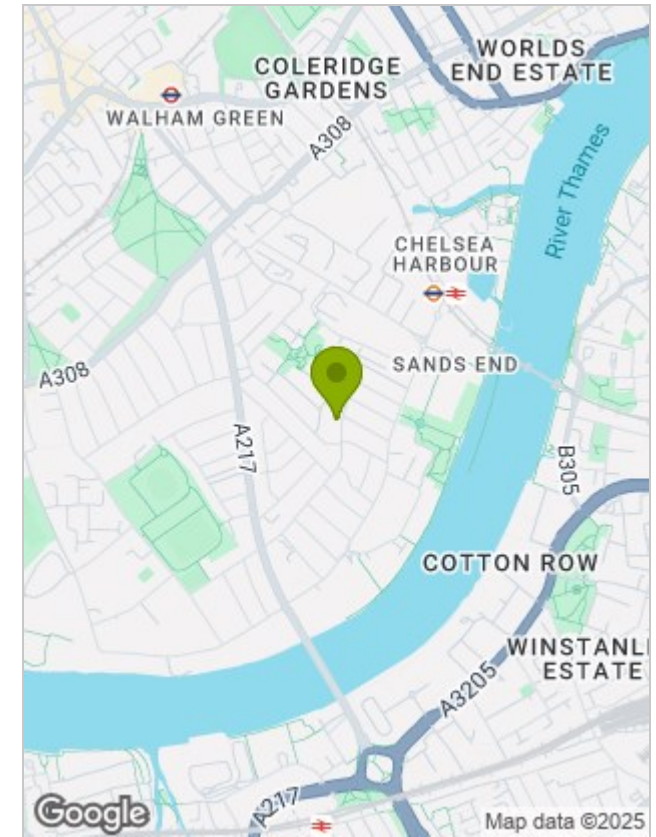 WORLDS
END ESTATE
COLERIDGE
GARDENS
WALHAM GREEN
A308
River Thames
CHELSEA
HARBOUR
SANDS END
A308
A217
B305
COTTON ROW
WINSTANL
ESTATE
A3205
A217
Google
Map data ©2025